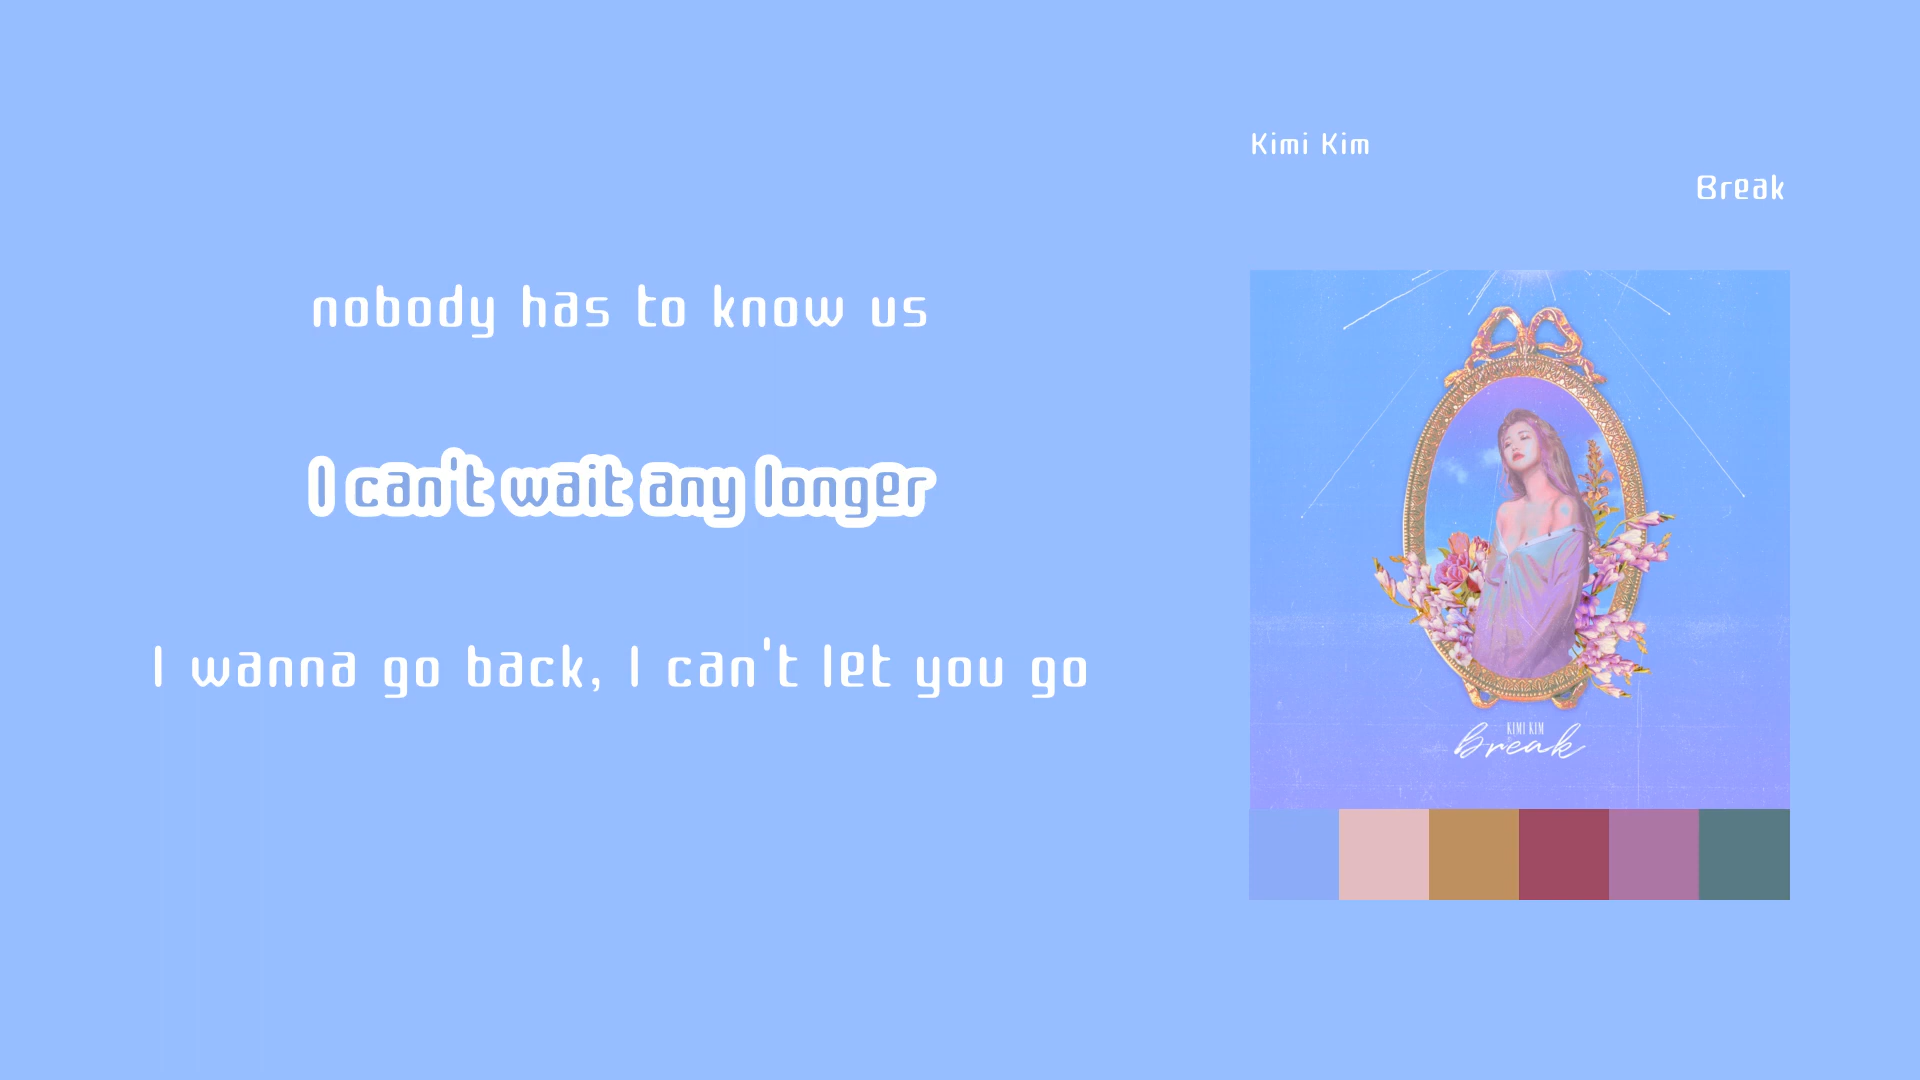 Kimi Kim
Break
nobody has to know us
I can't wait any longer
I wanna go back, I can't let you go
KIMI KIM
break